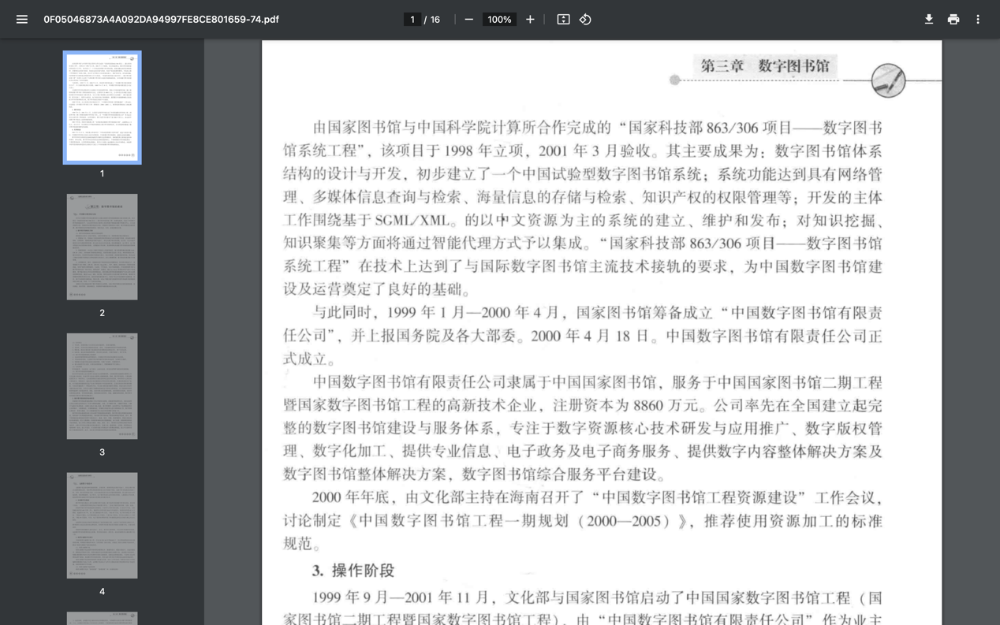 0F05046873A4A092DA94997FE8CE801659-74.pdf
1 / 16
100%
1
2
3
4
第三章 数字图书馆
由国家图书馆与中国科学院计算所合作完成的“国家科技部 863/306 项目——数字图书
馆系统工程”，该项目于 1998 年立项，2001 年 3 月验收。其主要成果为：数字图书馆体系
结构的设计与开发，初步建立了一个中国试验型数字图书馆系统；系统功能达到具有网络管
理、多媒体信息查询与检索、海量信息的存储与检索、知识产权的权限管理等；开发的主体
工作围绕基于 SGML/XML。的以中文资源为主的系统的建立、维护和发布；对知识挖掘、
知识聚集等方面将通过智能代理方式予以集成。“国家科技部 863/306 项目——数字图书馆
系统工程”在技术上达到了与国际数字图书馆主流技术接轨的要求，为中国数字图书馆建
设及运营奠定了良好的基础。
与此同时，1999 年 1 月—2000 年 4 月，国家图书馆筹备成立“中国数字图书馆有限责
任公司”，并上报国务院及各大部委。2000 年 4 月 18 日。中国数字图书馆有限责任公司正
式成立。
中国数字图书馆有限责任公司隶属于中国国家图书馆，服务于中国国家图书馆二期工程
暨国家数字图书馆工程的高新技术企业，注册资本为 8860 万元。公司率先在全国建立起完
整的数字图书馆建设与服务体系，专注于数字资源核心技术研发与应用推广、数字版权管
理、数字化加工、提供专业信息、电子政务及电子商务服务、提供数字内容整体解决方案及
数字图书馆整体解决方案，数字图书馆综合服务平台建设。
2000 年年底，由文化部主持在海南召开了“中国数字图书馆工程资源建设”工作会议，
讨论制定《中国数字图书馆工程一期规划（2000—2005）》，推荐使用资源加工的标准
规范。
3. 操作阶段
1999 年 9 月—2001 年 11 月，文化部与国家图书馆启动了中国国家数字图书馆工程（国
家图书馆二期工程暨国家数字图书馆工程），由“中国数字图书馆有限责任公司”作为业主